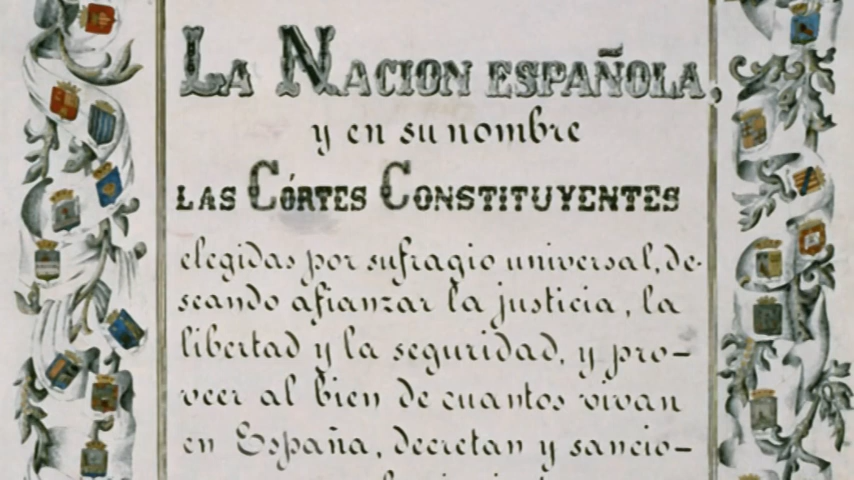 LA NACION ESPAÑOLA,
y en su nombre
LAS CÓRTES CONSTITUYENTES
elegidas por sufragio universal, de-
seando afianzar la justicia, la
libertad y la seguridad, y pro-
veer al bien de cuantos vivan
en España, decretan y sancio-